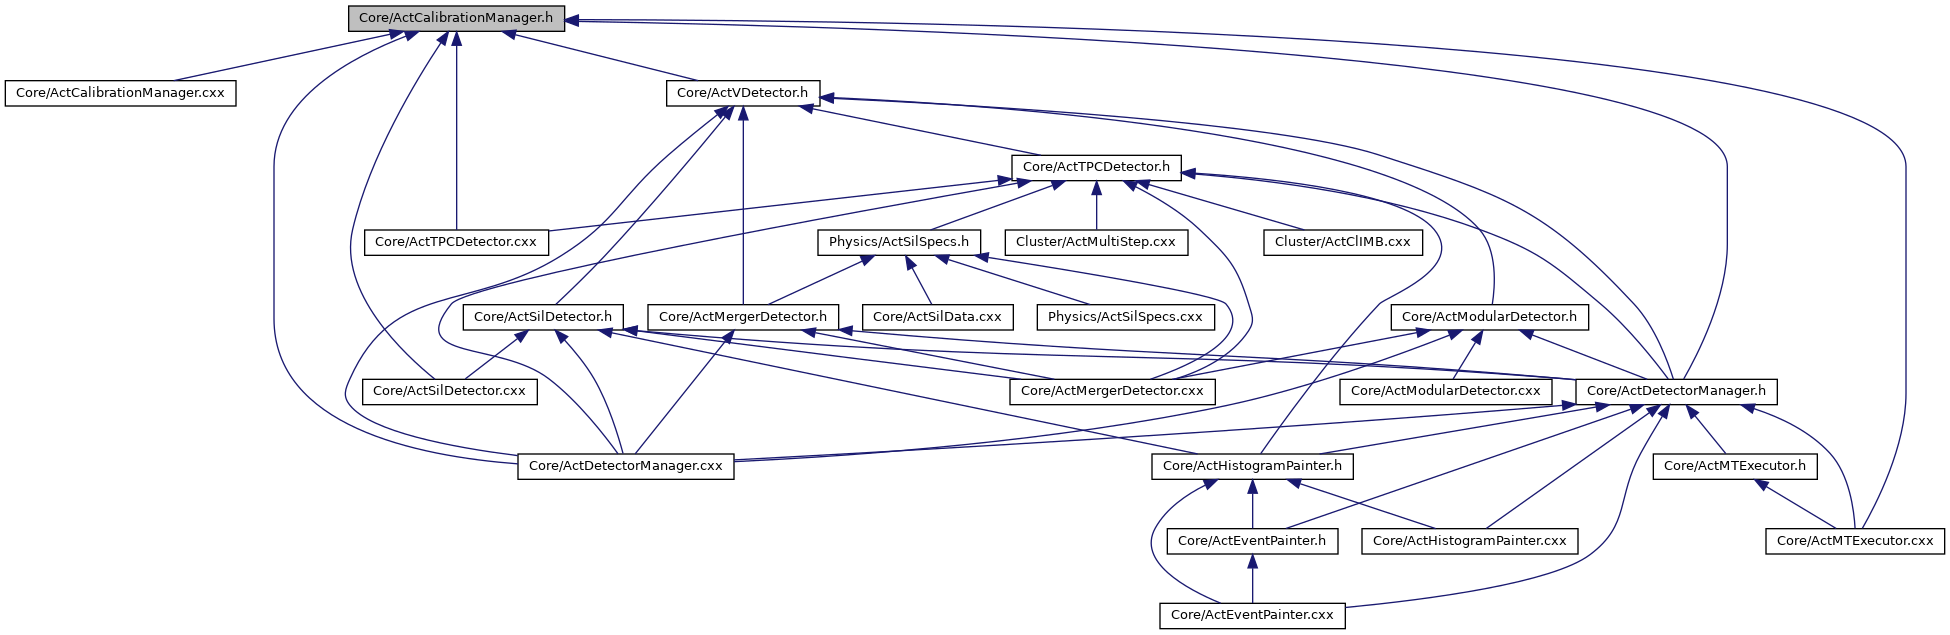 Core/ActCalibrationManager.h
Core/ActCalibrationManager.cxx
Core/ActVDetector.h
Core/ActTPCDetector.h
Core/ActTPCDetector.cxx
Physics/ActSilSpecs.h
Cluster/ActMultiStep.cxx
Cluster/ActClIMB.cxx
Core/ActSilDetector.h
Core/ActMergerDetector.h
Core/ActSilData.cxx
Physics/ActSilSpecs.cxx
Core/ActModularDetector.h
Core/ActSilDetector.cxx
Core/ActMergerDetector.cxx
Core/ActModularDetector.cxx
Core/ActDetectorManager.h
Core/ActDetectorManager.cxx
Core/ActHistogramPainter.h
Core/ActMTExecutor.h
Core/ActEventPainter.h
Core/ActHistogramPainter.cxx
Core/ActMTExecutor.cxx
Core/ActEventPainter.cxx